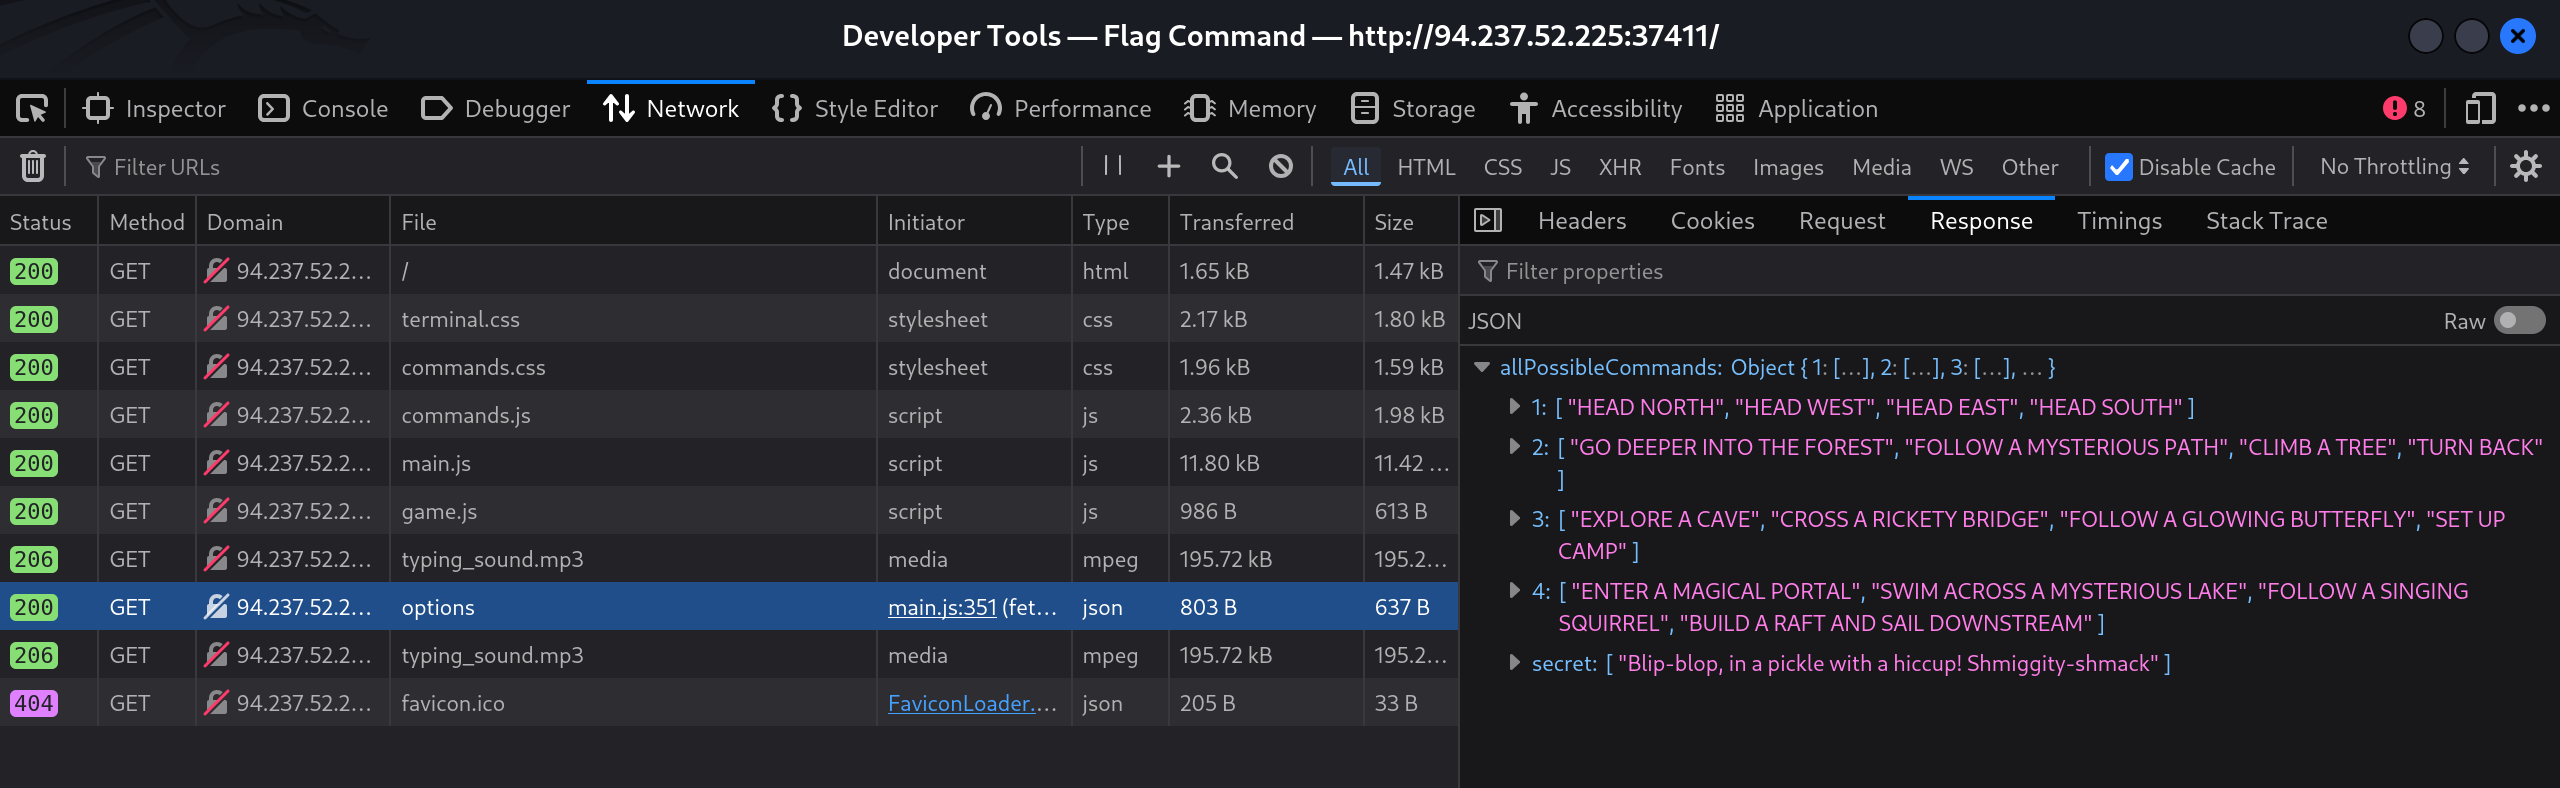 Developer Tools — Flag Command — http://94.237.52.225:37411/
Inspector Console Debugger Network Style Editor Performance Memory Storage Accessibility Application 8
Filter URLs All HTML CSS JS XHR Fonts Images Media WS Other Disable Cache No Throttling
Status Method Domain File Initiator Type Transferred Size
200 GET 94.237.52.2… / document html 1.65 kB 1.47 kB
200 GET 94.237.52.2… terminal.css stylesheet css 2.17 kB 1.80 kB
200 GET 94.237.52.2… commands.css stylesheet css 1.96 kB 1.59 kB
200 GET 94.237.52.2… commands.js script js 2.36 kB 1.98 kB
200 GET 94.237.52.2… main.js script js 11.80 kB 11.42 …
200 GET 94.237.52.2… game.js script js 986 B 613 B
206 GET 94.237.52.2… typing_sound.mp3 media mpeg 195.72 kB 195.2…
200 GET 94.237.52.2… options main.js:351 (fet… json 803 B 637 B
206 GET 94.237.52.2… typing_sound.mp3 media mpeg 195.72 kB 195.2…
404 GET 94.237.52.2… favicon.ico FaviconLoader.… json 205 B 33 B
Headers Cookies Request Response Timings Stack Trace
Filter properties
JSON Raw
allPossibleCommands: Object { 1: […], 2: […], 3: […], … }
1: [ "HEAD NORTH", "HEAD WEST", "HEAD EAST", "HEAD SOUTH" ]
2: [ "GO DEEPER INTO THE FOREST", "FOLLOW A MYSTERIOUS PATH", "CLIMB A TREE", "TURN BACK"
]
3: [ "EXPLORE A CAVE", "CROSS A RICKETY BRIDGE", "FOLLOW A GLOWING BUTTERFLY", "SET UP
CAMP" ]
4: [ "ENTER A MAGICAL PORTAL", "SWIM ACROSS A MYSTERIOUS LAKE", "FOLLOW A SINGING
SQUIRREL", "BUILD A RAFT AND SAIL DOWNSTREAM" ]
secret: [ "Blip-blop, in a pickle with a hiccup! Shmiggity-shmack" ]